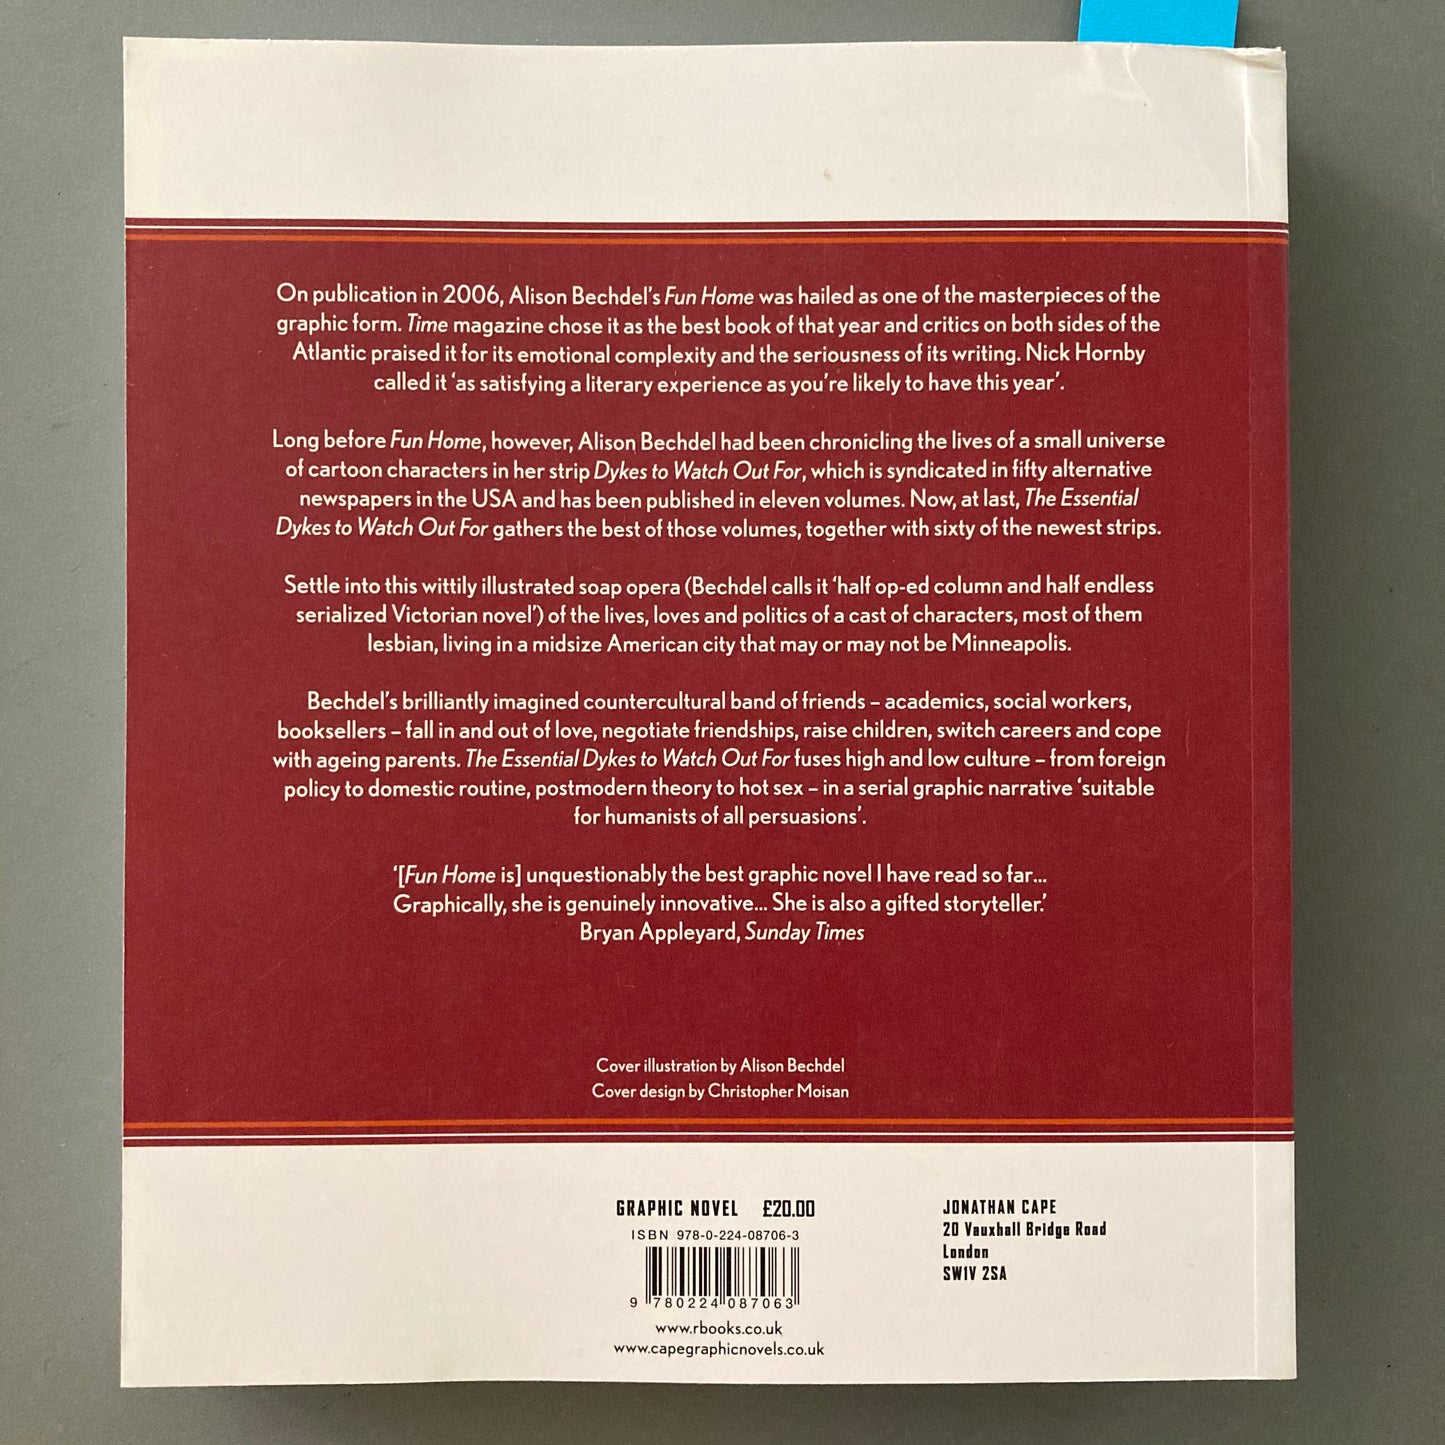 On publication in 2006, Alison Bechdel's Fun Home was hailed as one of the masterpieces of the
graphic form. Time magazine chose it as the best book of that year and critics on both sides of the
Atlantic praised it for its emotional complexity and the seriousness of its writing. Nick Hornby
called it ‘as satisfying a literary experience as you're likely to have this year’.
Long before Fun Home, however, Alison Bechdel had been chronicling the lives of a small universe
of cartoon characters in her strip Dykes to Watch Out For, which is syndicated in fifty alternative
newspapers in the USA and has been published in eleven volumes. Now, at last, The Essential
Dykes to Watch Out For gathers the best of those volumes, together with sixty of the newest strips.
Settle into this wittily illustrated soap opera (Bechdel calls it ‘half op-ed column and half endless
serialized Victorian novel’) of the lives, loves and politics of a cast of characters, most of them
lesbian, living in a midsize American city that may or may not be Minneapolis.
Bechdel's brilliantly imagined countercultural band of friends – academics, social workers,
booksellers – fall in and out of love, negotiate friendships, raise children, switch careers and cope
with ageing parents. The Essential Dykes to Watch Out For fuses high and low culture – from foreign
policy to domestic routine, postmodern theory to hot sex – in a serial graphic narrative ‘suitable
for humanists of all persuasions’.
‘[Fun Home is] unquestionably the best graphic novel I have read so far...
Graphically, she is genuinely innovative... She is also a gifted storyteller.’
Bryan Appleyard, Sunday Times
Cover illustration by Alison Bechdel
Cover design by Christopher Moisan
GRAPHIC NOVEL £20.00
ISBN 978-0-224-08706-3
9 780224 087063
www.rbooks.co.uk
www.capegraphicnovels.co.uk
JONATHAN CAPE
20 Vauxhall Bridge Road
London
SW1V 2SA